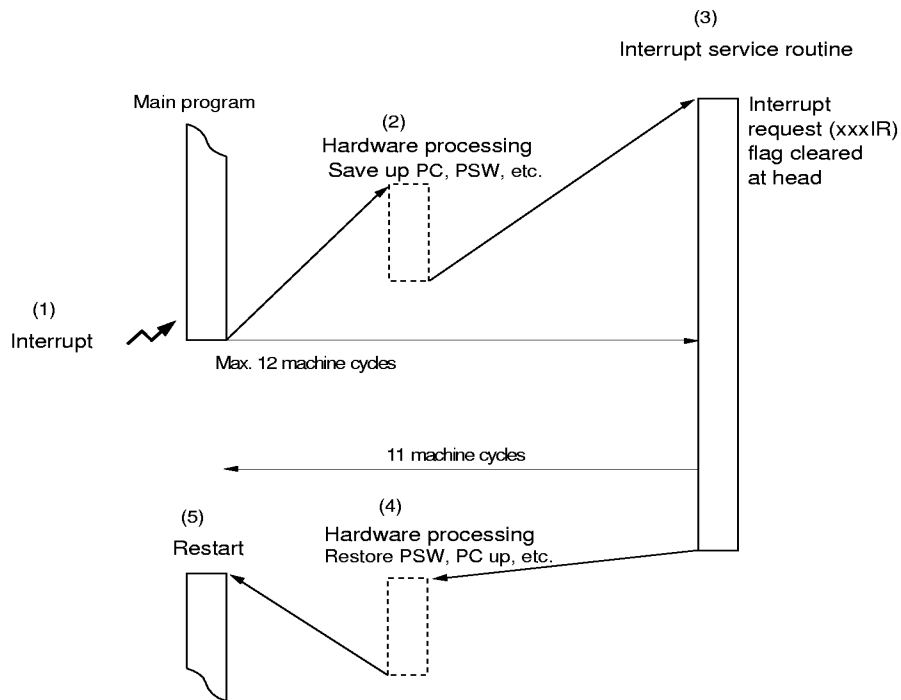 (3)
Interrupt service routine
Main program
Interrupt
request (xxxIR)
flag cleared
at head
(2)
Hardware processing
Save up PC, PSW, etc.
(1)
Interrupt
Max. 12 machine cycles
11 machine cycles
(4)
Hardware processing
Restore PSW, PC up, etc.
(5)
Restart